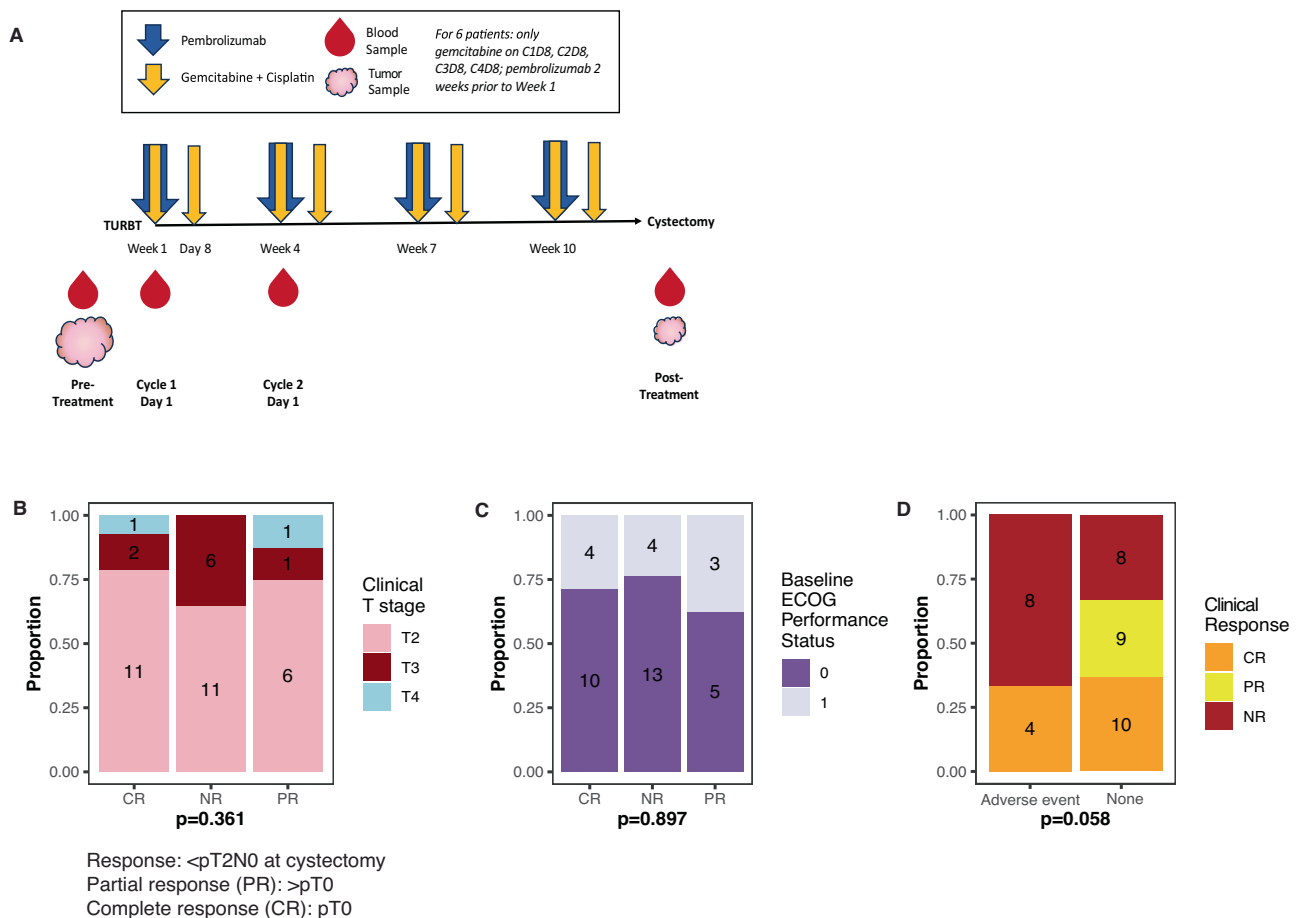 A
Pembrolizumab
Gemcitabine + Cisplatin
Blood
Sample
Tumor
Sample
For 6 patients: only
gemcitabine on C1D8, C2D8,
C3D8, C4D8; pembrolizumab 2
weeks prior to Week 1
TURBT
Cystectomy
Week 1 Day 8 Week 4 Week 7 Week 10
Pre-
Treatment
Cycle 1
Day 1
Cycle 2
Day 1
Post-
Treatment
B
Proportion
1.00
0.75
0.50
0.25
0.00
1
2
11
6
11
1
1
6
CR NR PR
p=0.361
Clinical
T stage
T2
T3
T4
Response: <pT2N0 at cystectomy
Partial response (PR): >pT0
Complete response (CR): pT0
C
Proportion
1.00
0.75
0.50
0.25
0.00
4
10
4
13
3
5
CR NR PR
p=0.897
Baseline
ECOG
Performance
Status
0
1
D
Proportion
1.00
0.75
0.50
0.25
0.00
8
4
8
9
10
Adverse event None
p=0.058
Clinical
Response
CR
PR
NR